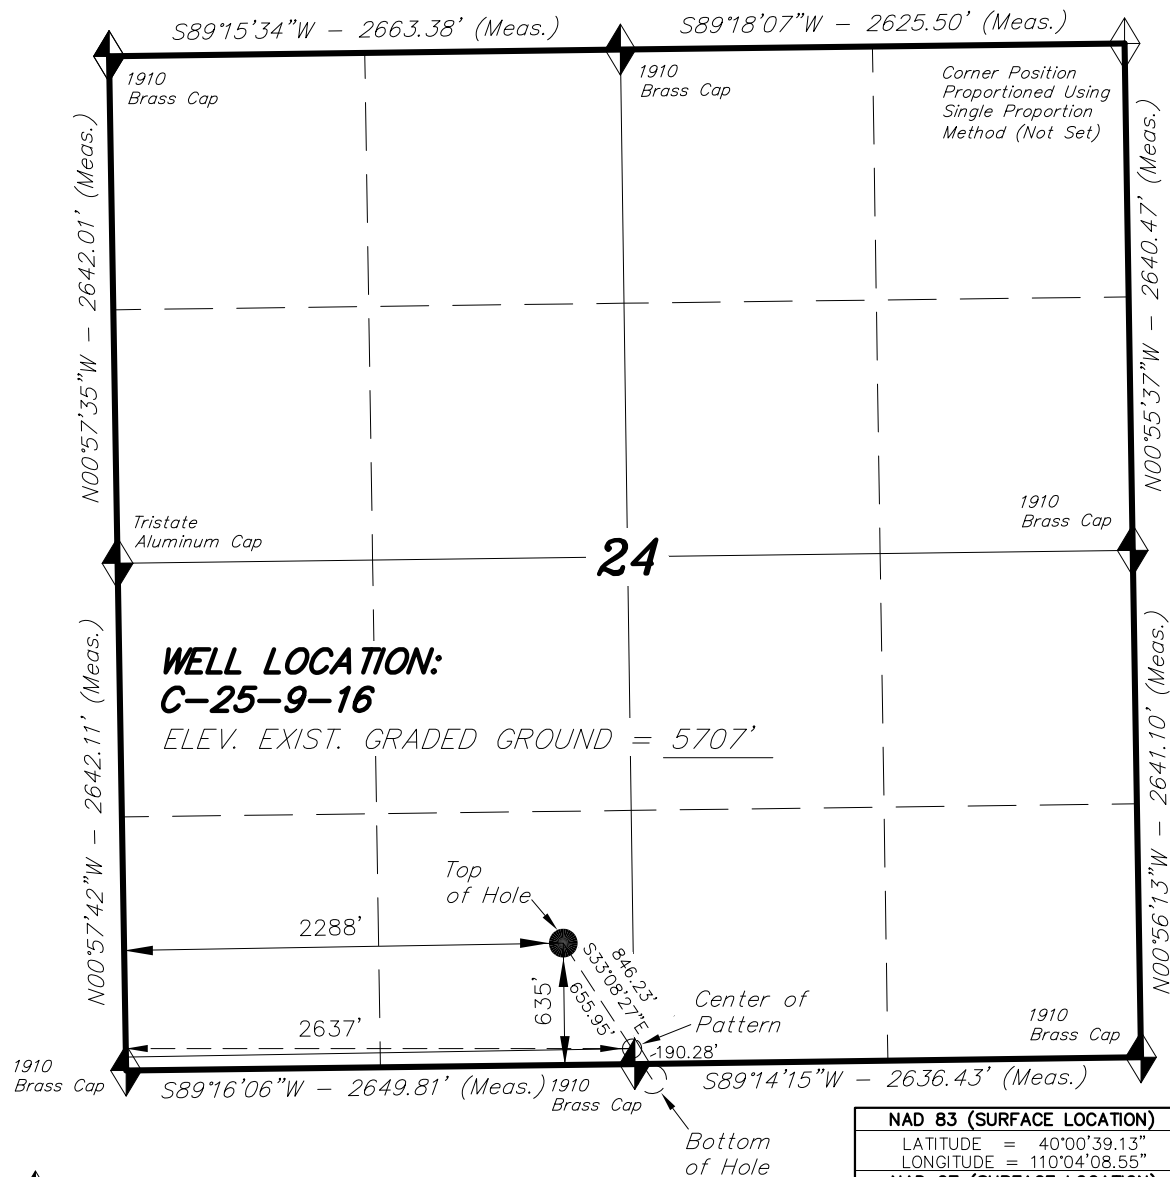 S89°15'34"W - 2663.38' (Meas.)
S89°18'07"W - 2625.50' (Meas.)
1910
Brass Cap
1910
Brass Cap
Corner Position
Proportioned Using
Single Proportion
Method (Not Set)
N00°57'35"W - 2642.01' (Meas.)
N00°55'37"W - 2640.47' (Meas.)
Tristate
Aluminum Cap
1910
Brass Cap
24
WELL LOCATION:
C-25-9-16
ELEV. EXIST. GRADED GROUND = 5707'
N00°57'42"W - 2642.11' (Meas.)
N00°56'13"W - 2641.10' (Meas.)
Top
of Hole
2288'
635'
846.23'
S33°08'27"E
655.95'
Center of
Pattern
2637'
190.28'
1910
Brass Cap
1910
Brass Cap
S89°16'06"W - 2649.81' (Meas.)
1910
Brass Cap
S89°14'15"W - 2636.43' (Meas.)
Bottom
of Hole
NAD 83 (SURFACE LOCATION)
LATITUDE = 40°00'39.13"
LONGITUDE = 110°04'08.55"